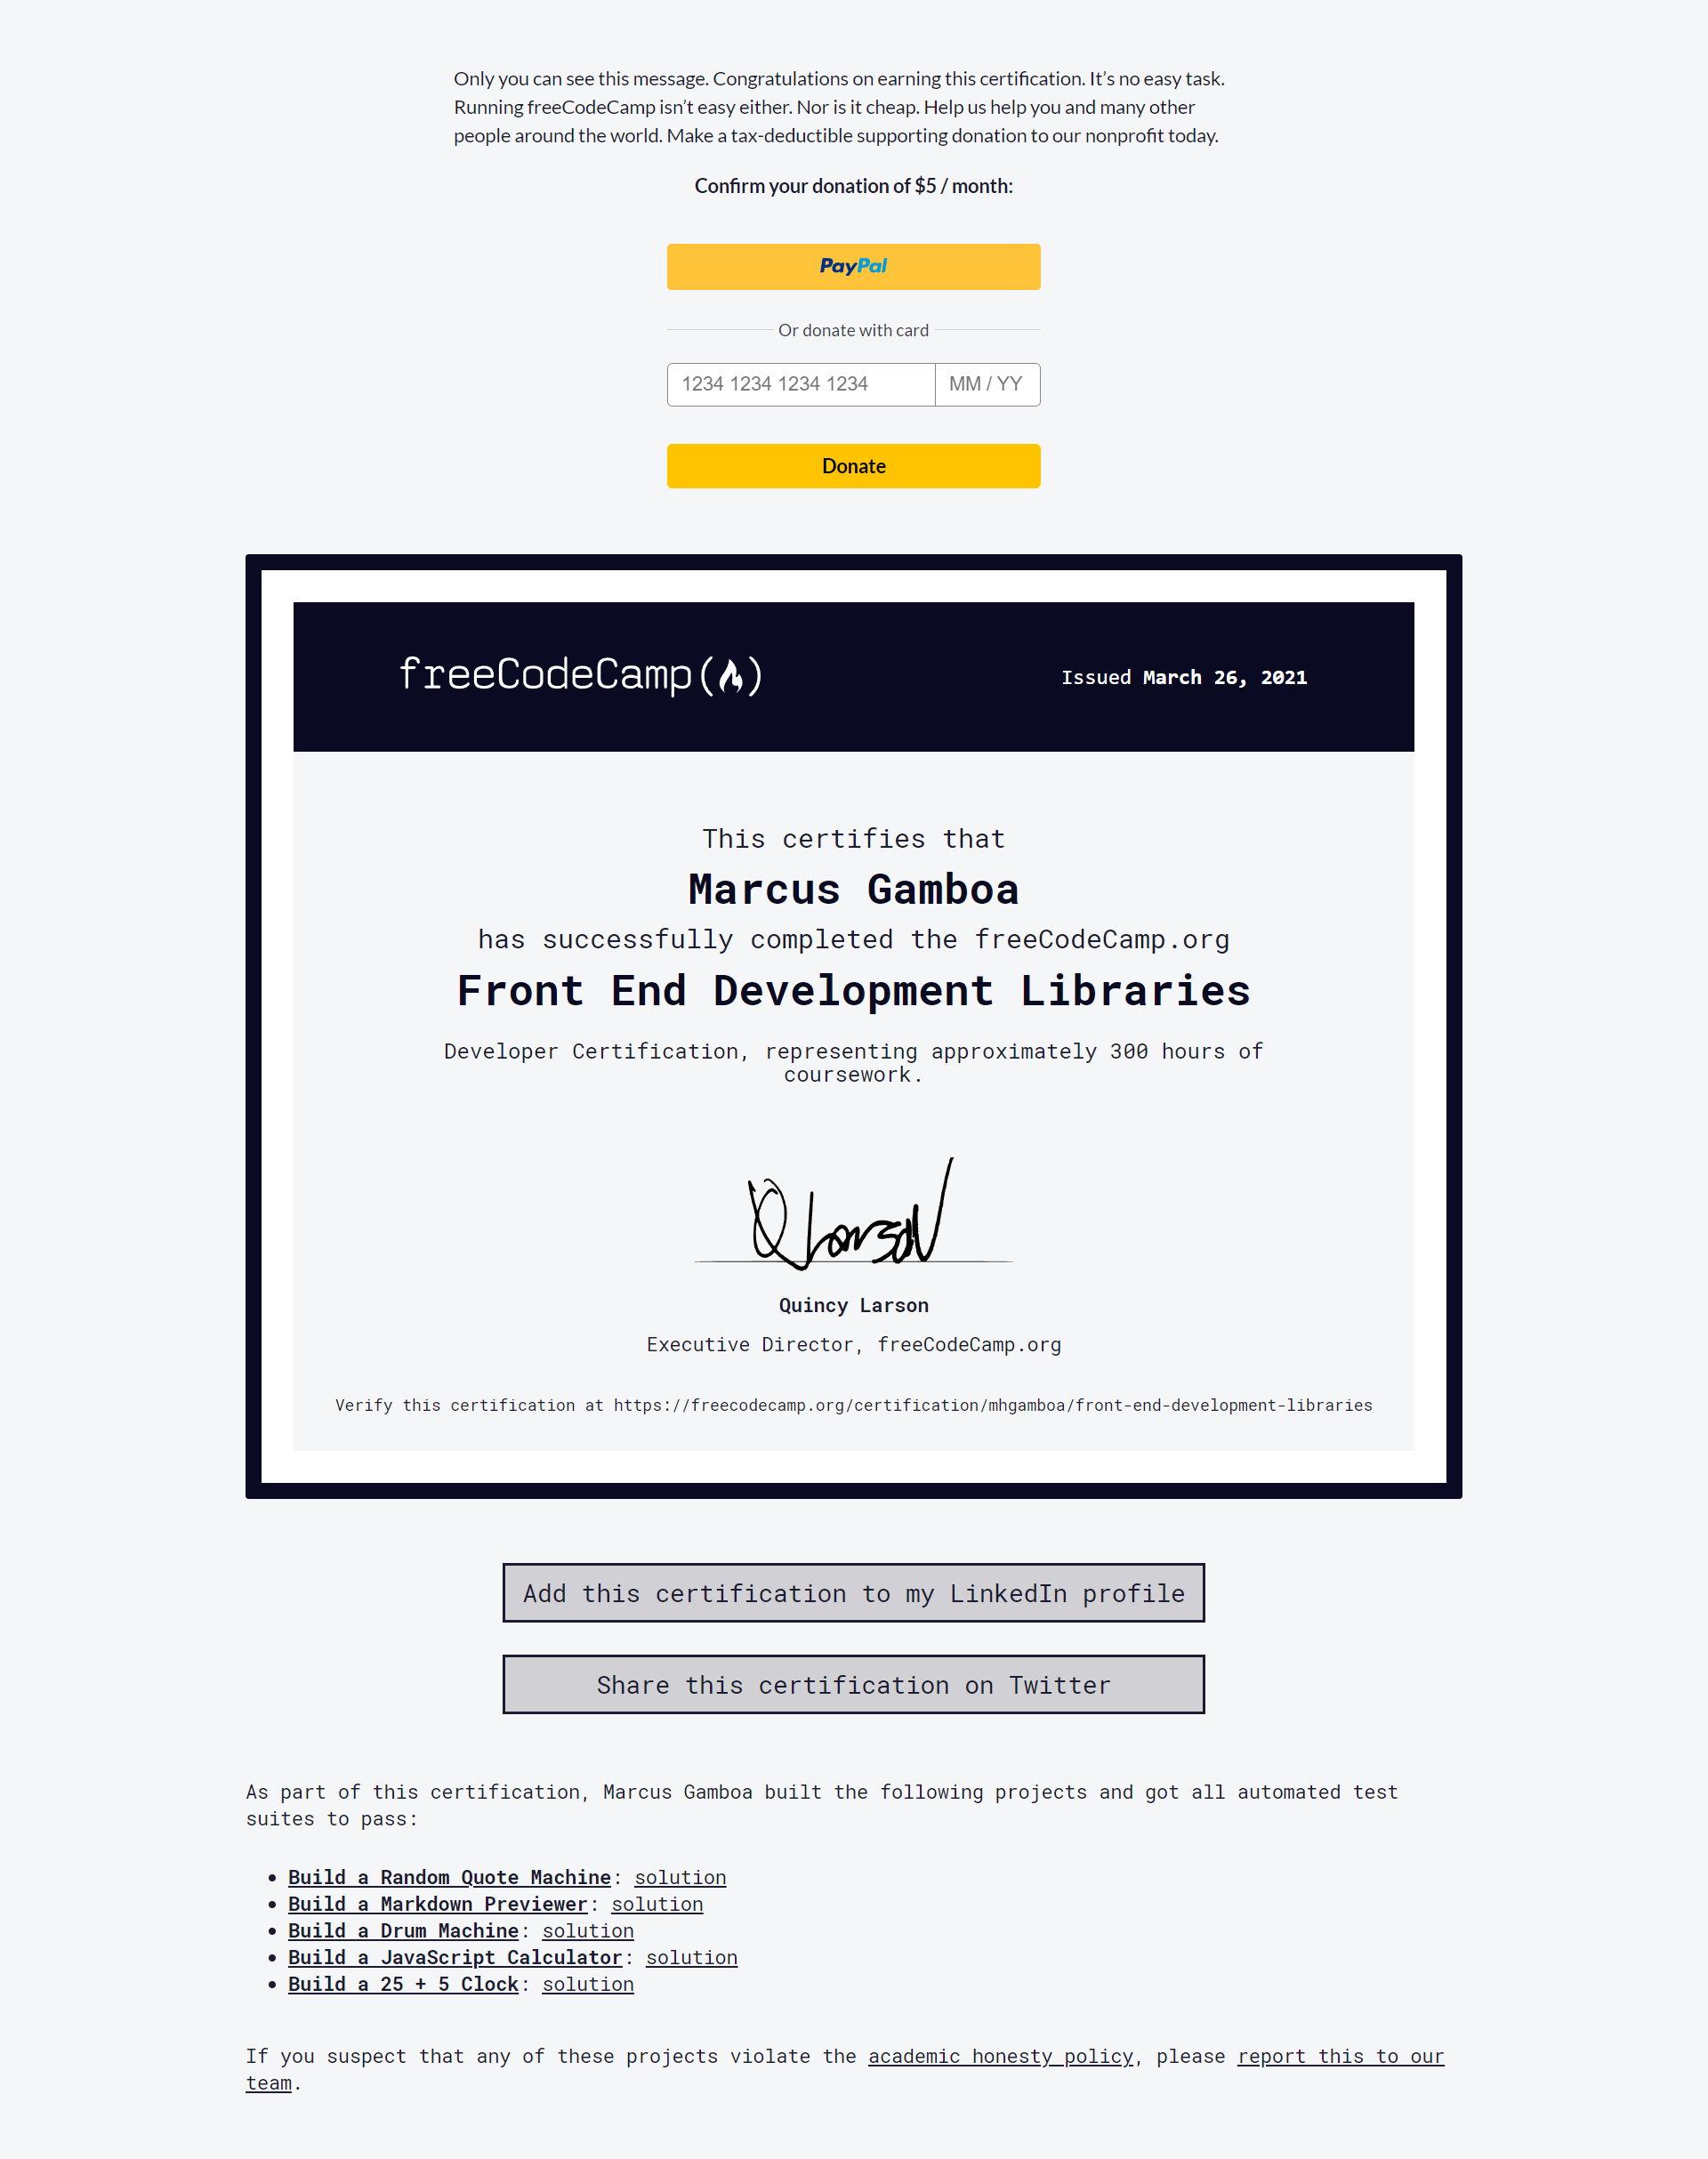 Only you can see this message. Congratulations on earning this certification. It’s no easy task.
Running freeCodeCamp isn’t easy either. Nor is it cheap. Help us help you and many other
people around the world. Make a tax-deductible supporting donation to our nonprofit today.
Confirm your donation of $5 / month:
PayPal
Or donate with card
1234 1234 1234 1234 MM / YY
Donate
freeCodeCamp Issued March 26, 2021
This certifies that
Marcus Gamboa
has successfully completed the freeCodeCamp.org
Front End Development Libraries
Developer Certification, representing approximately 300 hours of
coursework.
Q Larson
Quincy Larson
Executive Director, freeCodeCamp.org
Verify this certification at https://freecodecamp.org/certification/mhgamboa/front-end-development-libraries
Add this certification to my LinkedIn profile
Share this certification on Twitter
As part of this certification, Marcus Gamboa built the following projects and got all automated test
suites to pass:
Build a Random Quote Machine: solution
Build a Markdown Previewer: solution
Build a Drum Machine: solution
Build a JavaScript Calculator: solution
Build a 25 + 5 Clock: solution
If you suspect that any of these projects violate the academic honesty policy, please report this to our
team.